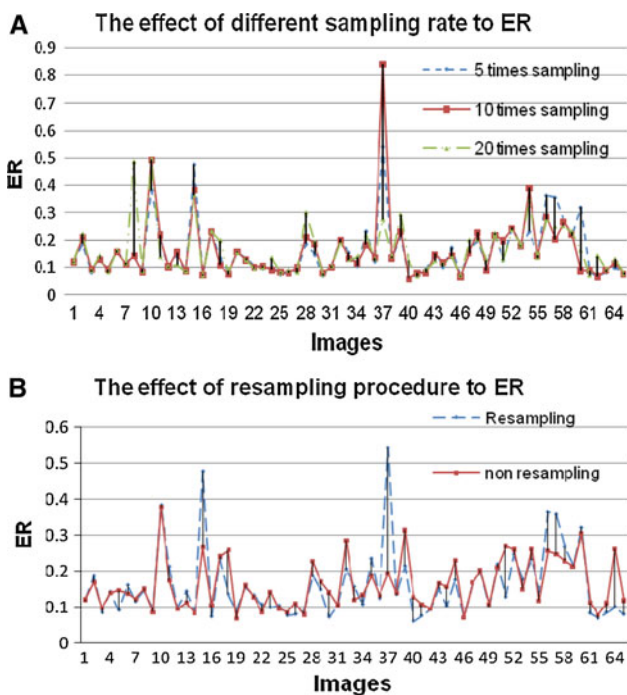 A
The effect of different sampling rate to ER
0.9
0.8
0.7
0.6
0.5
0.4
0.3
0.2
0.1
0
ER
5 times sampling
10 times sampling
20 times sampling
1 4 7 10 13 16 19 22 25 28 31 34 37 40 43 46 49 52 55 58 61 64
Images
B
The effect of resampling procedure to ER
0.6
0.5
0.4
0.3
0.2
0.1
0
ER
Resampling
non resampling
1 4 7 10 13 16 19 22 25 28 31 34 37 40 43 46 49 52 55 58 61 64
Images